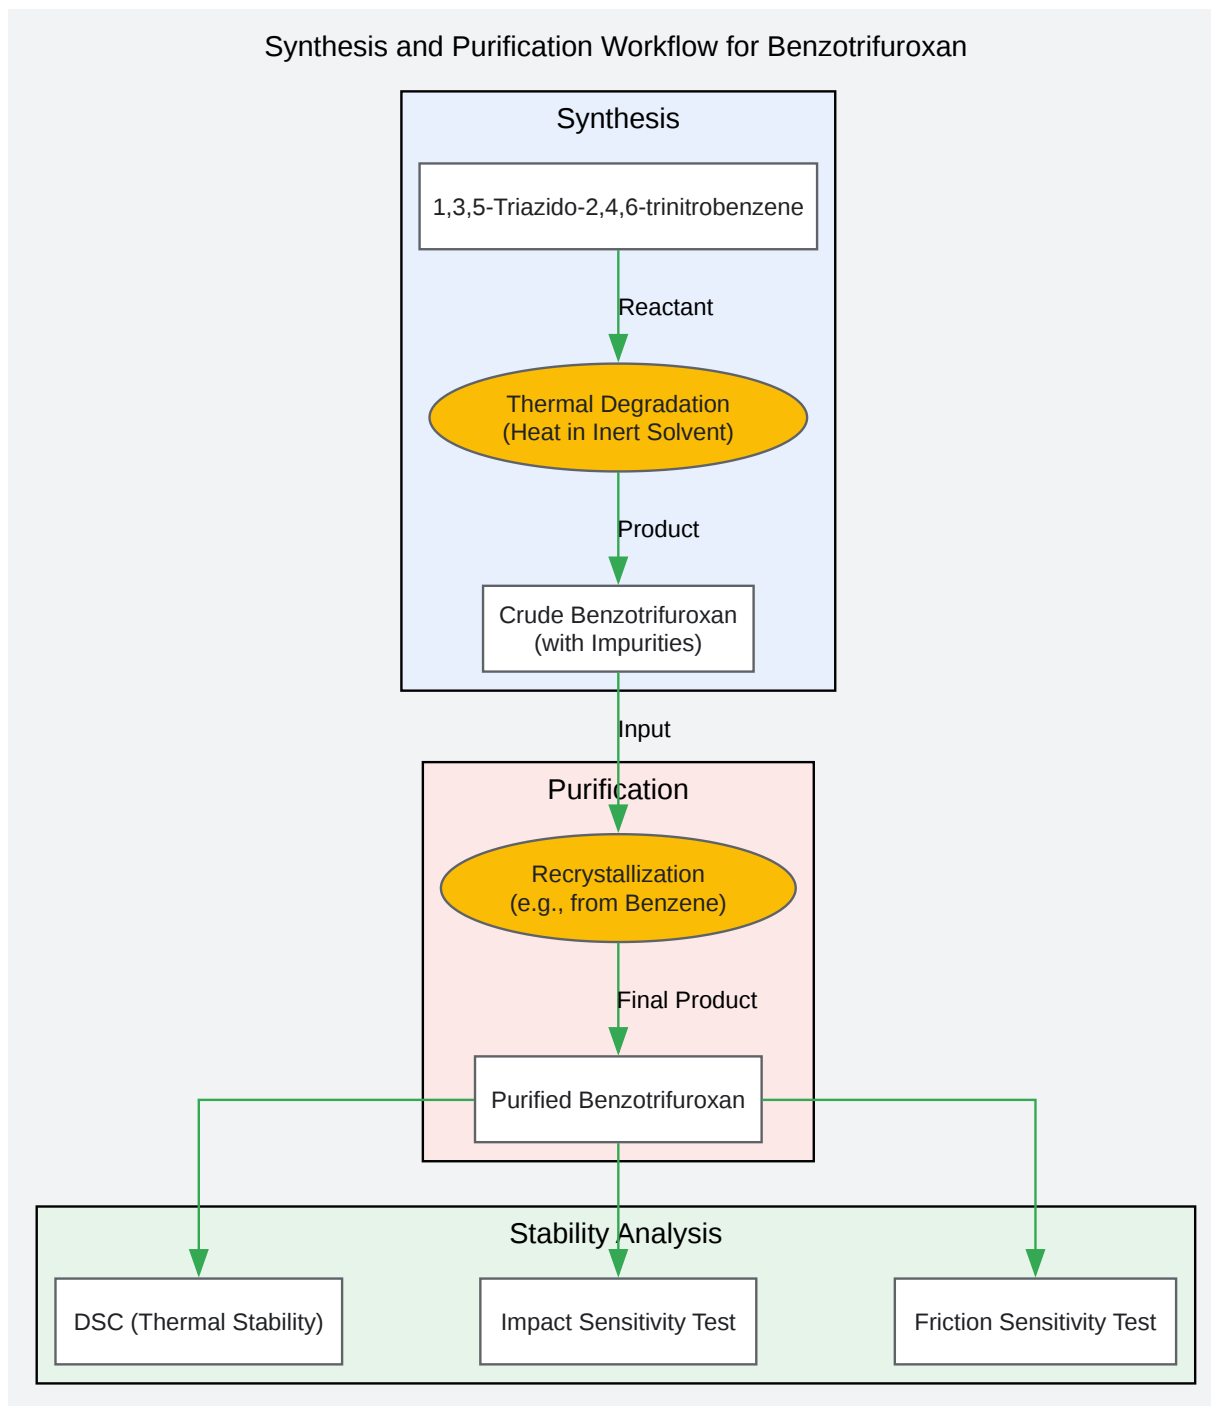 Synthesis and Purification Workflow for Benzotrifuroxan
Synthesis
1,3,5-Triazido-2,4,6-trinitrobenzene
Reactant
Thermal Degradation
(Heat in Inert Solvent)
Product
Crude Benzotrifuroxan
(with Impurities)
Input
Purification
Recrystallization
(e.g., from Benzene)
Final Product
Purified Benzotrifuroxan
Stability Analysis
DSC (Thermal Stability)
Impact Sensitivity Test
Friction Sensitivity Test